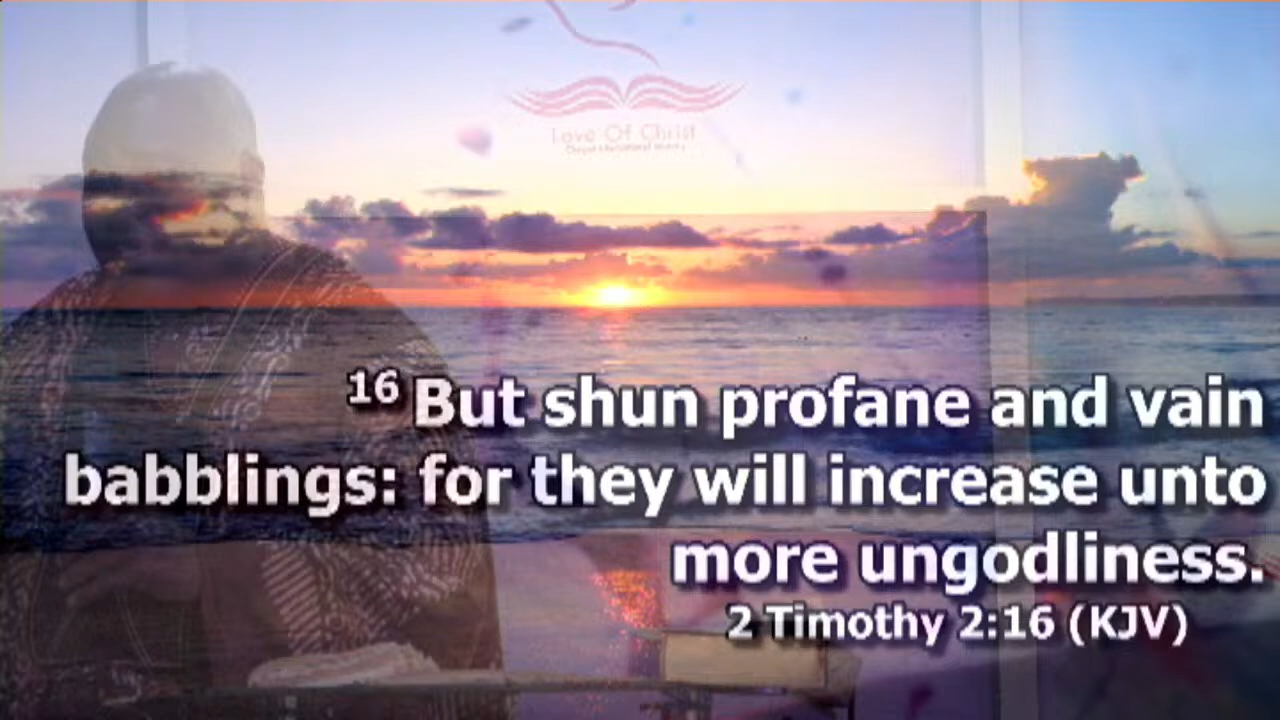 Love Of Christ
16 But shun profane and vain
babblings: for they will increase unto
more ungodliness.
2 Timothy 2:16 (KJV)